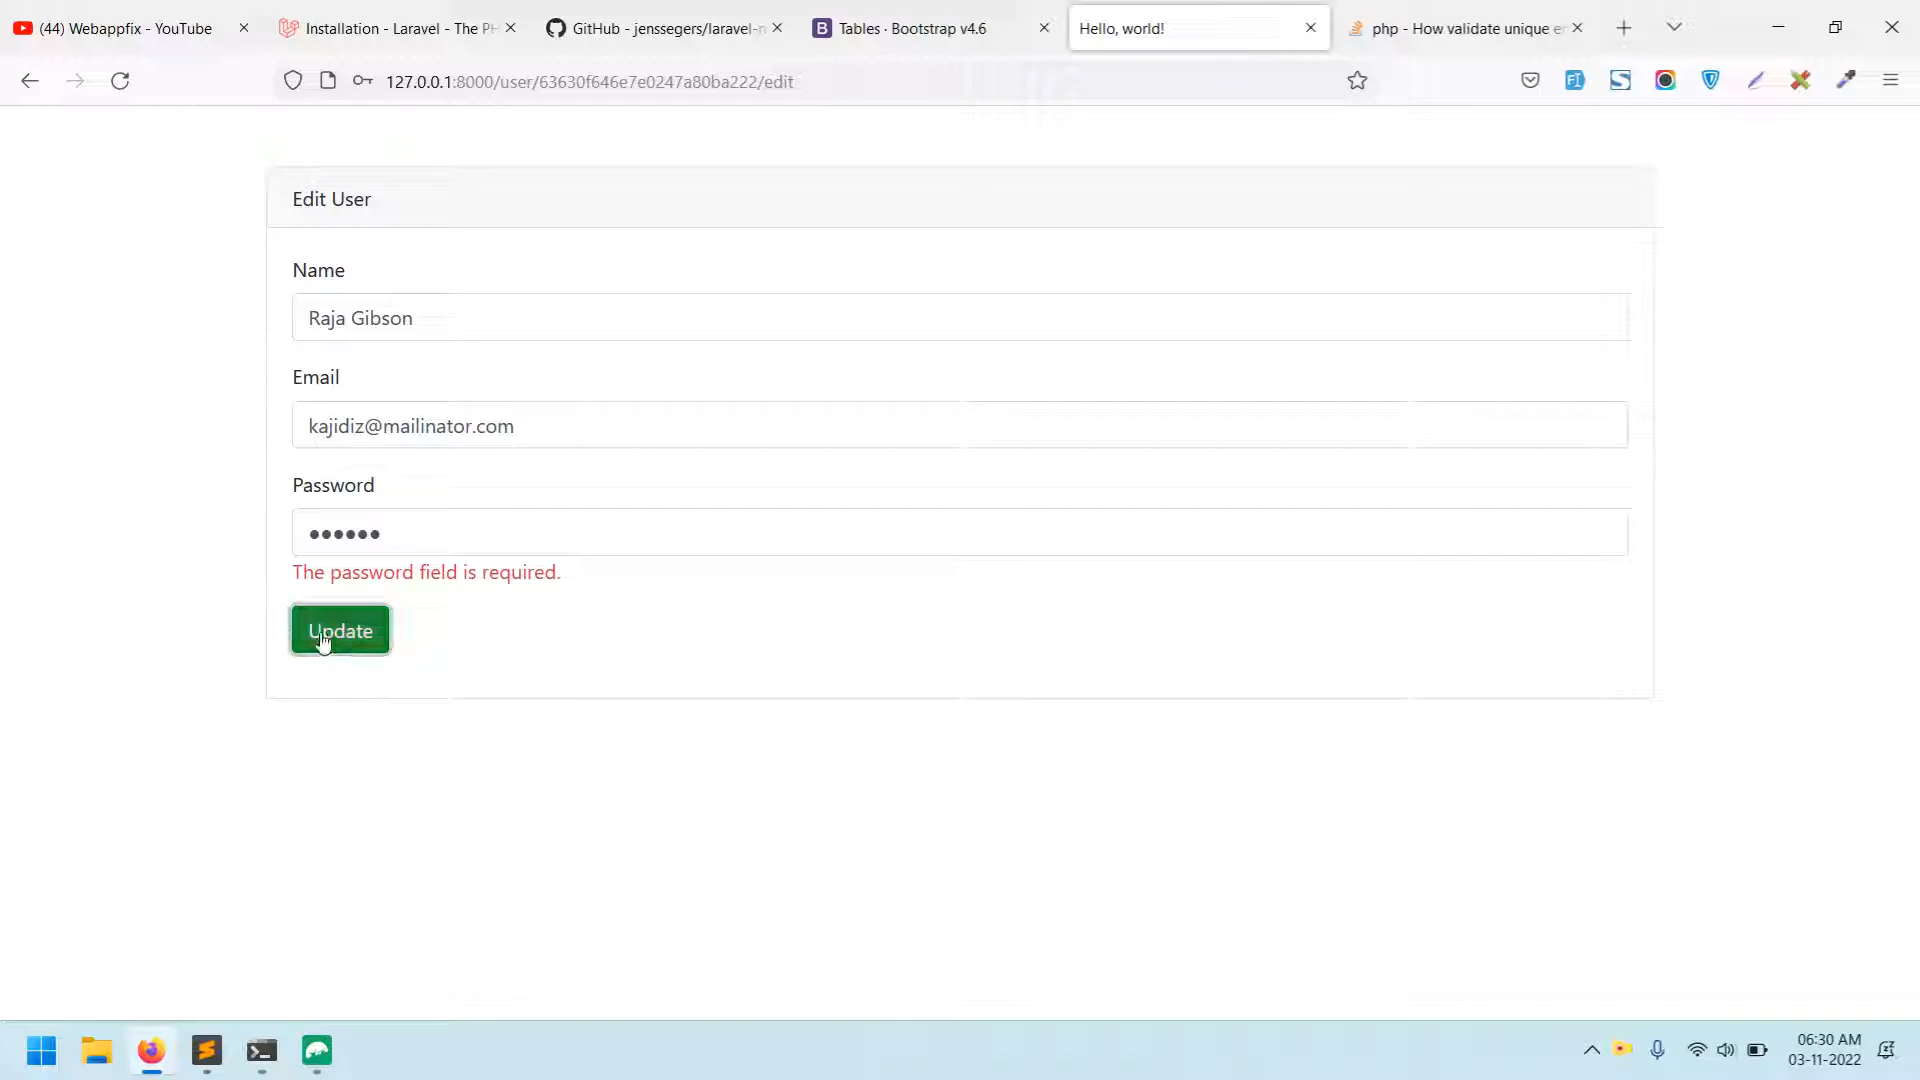 (44) Webappfix - YouTube
Installation - Laravel - The PH
GitHub - jenssegers/laravel-m
Tables · Bootstrap v4.6
Hello, world!
php - How validate unique e
127.0.0.1:8000/user/63630f646e7e0247a80ba222/edit
Edit User
Name
Raja Gibson
Email
kajidiz@mailinator.com
Password
The password field is required.
Update
06:30 AM
03-11-2022